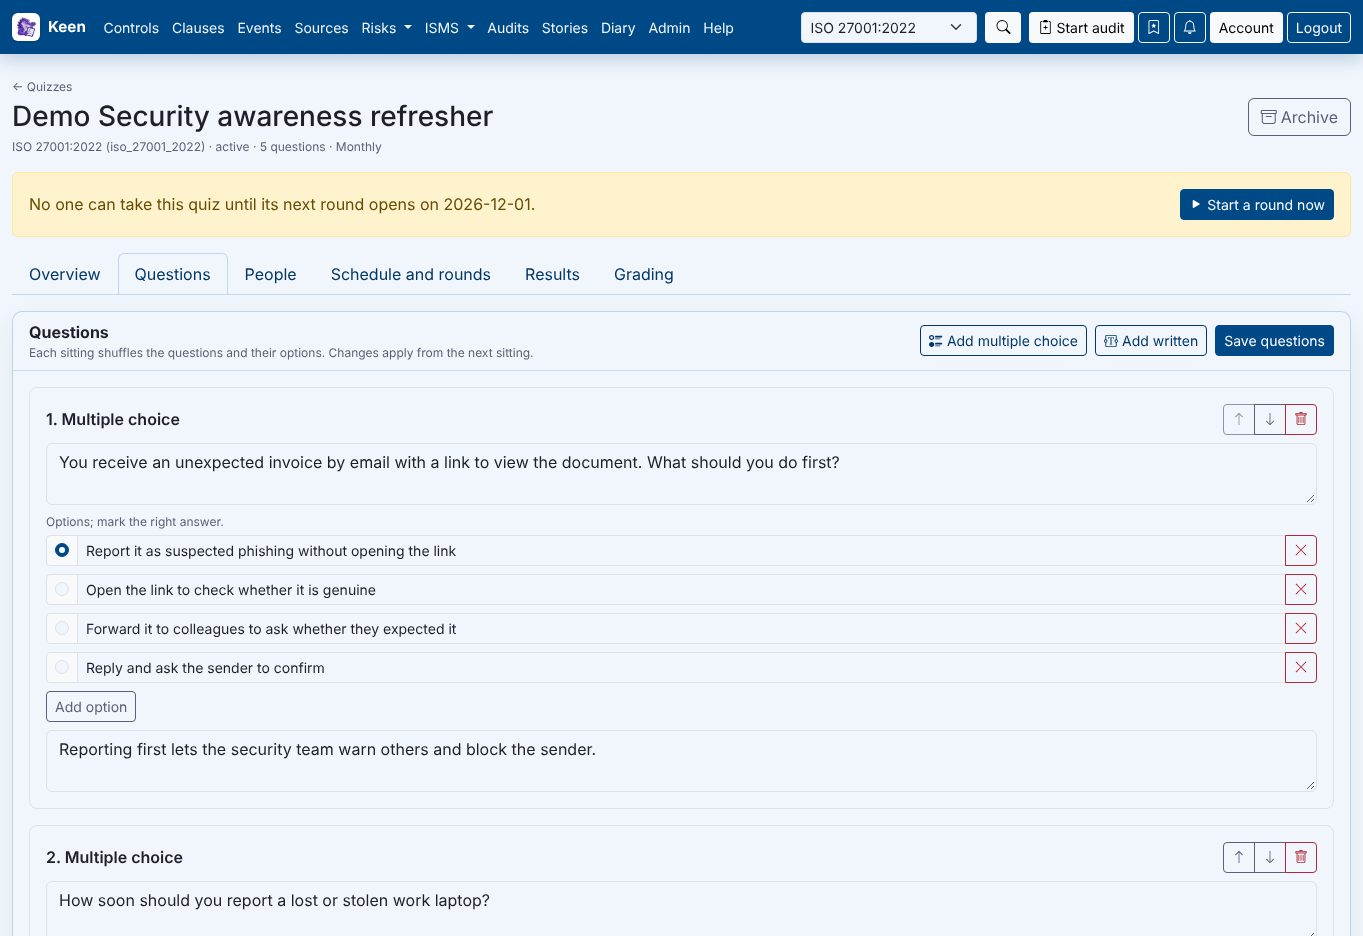 Keen Controls Clauses Events Sources Risks ISMS Audits Stories Diary Admin Help ISO 27001:2022 Start audit Account Logout
← Quizzes
Demo Security awareness refresher
Archive
ISO 27001:2022 (iso_27001_2022) · active · 5 questions · Monthly
No one can take this quiz until its next round opens on 2026-12-01.
Start a round now
Overview Questions People Schedule and rounds Results Grading
Questions
Each sitting shuffles the questions and their options. Changes apply from the next sitting.
Add multiple choice Add written Save questions
1. Multiple choice
You receive an unexpected invoice by email with a link to view the document. What should you do first?
Options; mark the right answer.
Report it as suspected phishing without opening the link
Open the link to check whether it is genuine
Forward it to colleagues to ask whether they expected it
Reply and ask the sender to confirm
Add option
Reporting first lets the security team warn others and block the sender.
2. Multiple choice
How soon should you report a lost or stolen work laptop?